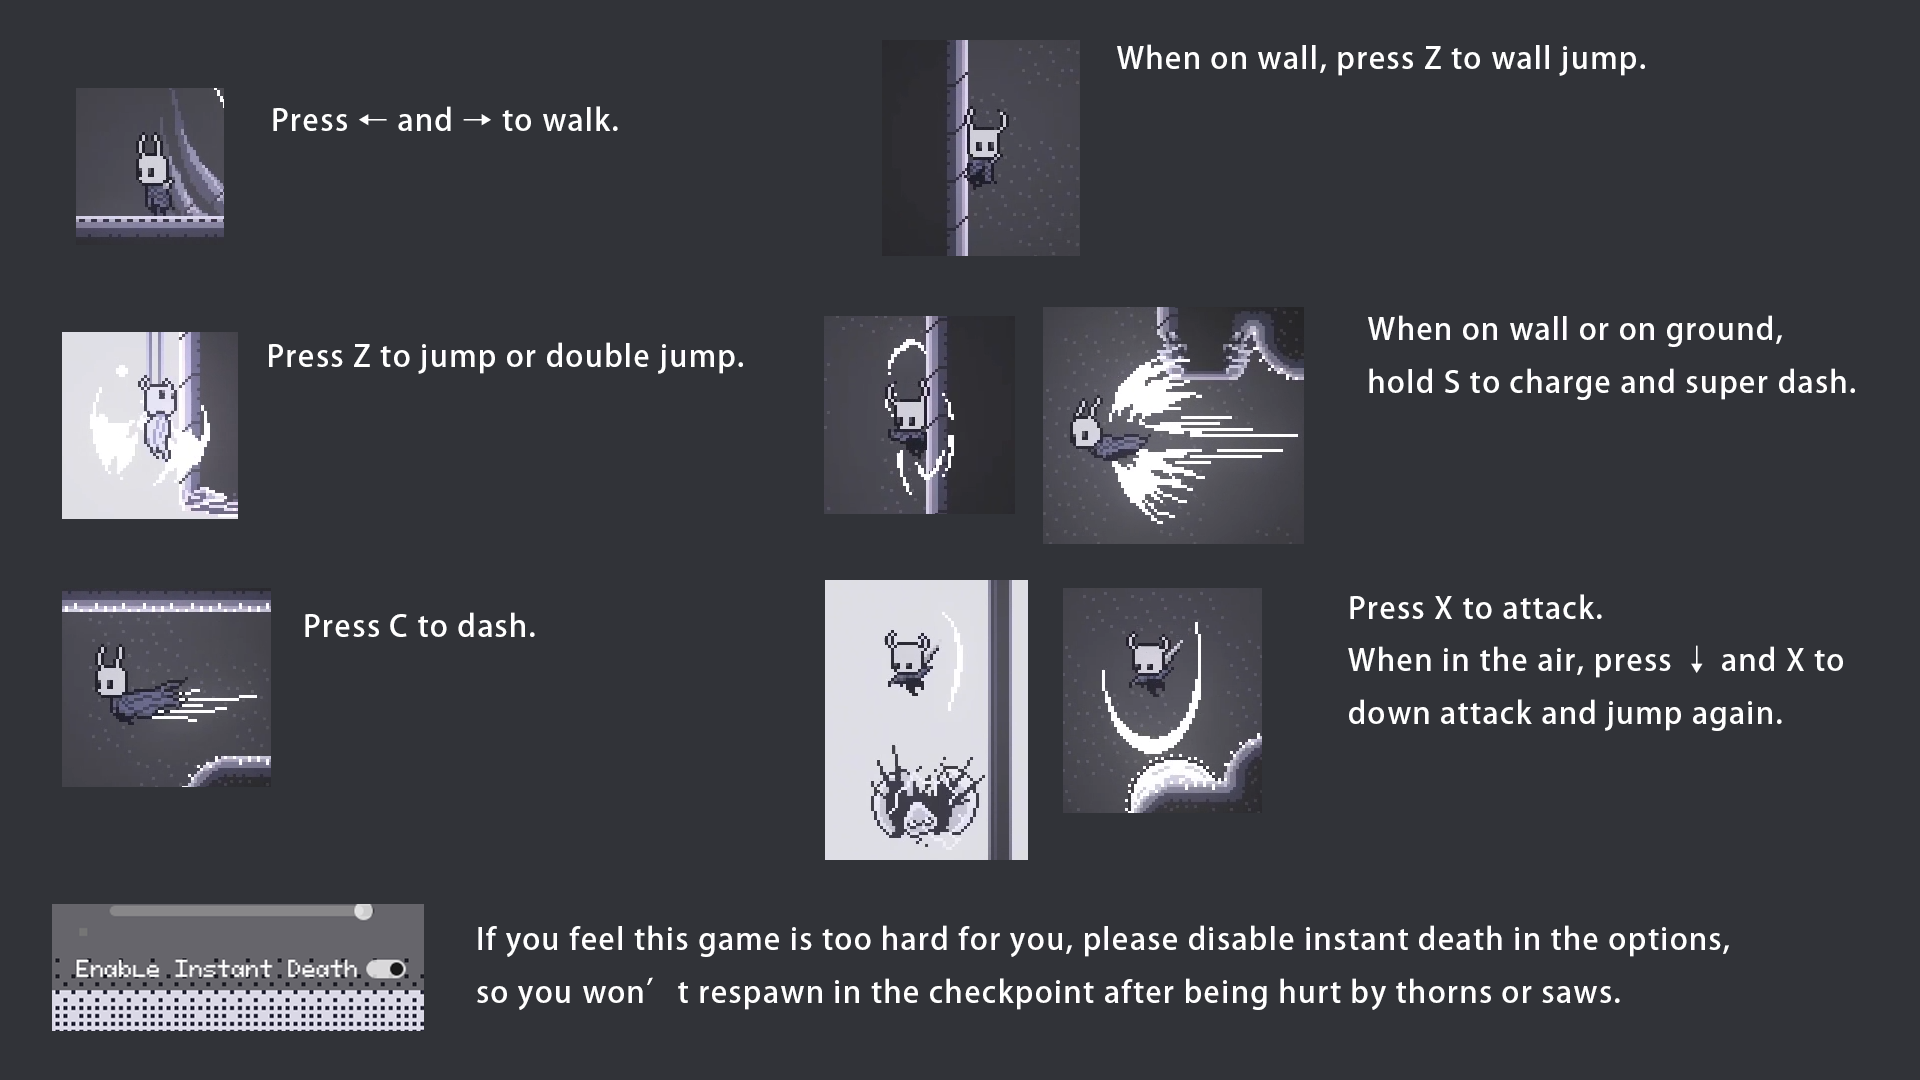 Press ← and → to walk.
Press Z to jump or double jump.
Press C to dash.
When on wall, press Z to wall jump.
When on wall or on ground,
hold S to charge and super dash.
Press X to attack.
When in the air, press ↓ and X to
down attack and jump again.
Enable Instant Death
If you feel this game is too hard for you, please disable instant death in the options,
so you won′ t respawn in the checkpoint after being hurt by thorns or saws.